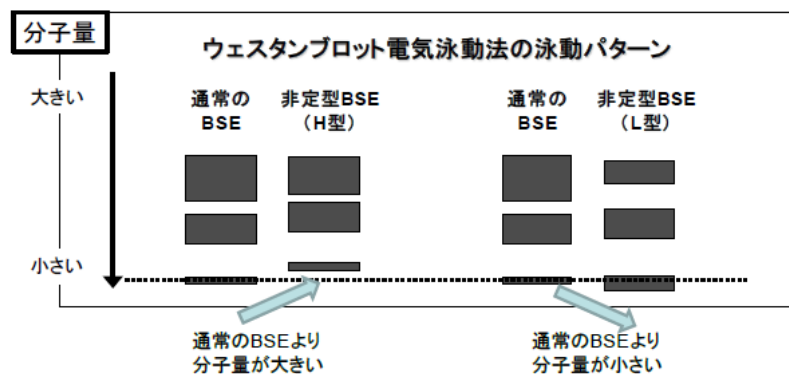 分子量
ウェスタンブロット電気泳動法の泳動パターン
大きい
小さい
通常の
BSE
非定型BSE
（H型）
通常の
BSE
非定型BSE
（L型）
通常のBSEより
分子量が大きい
通常のBSEより
分子量が小さい